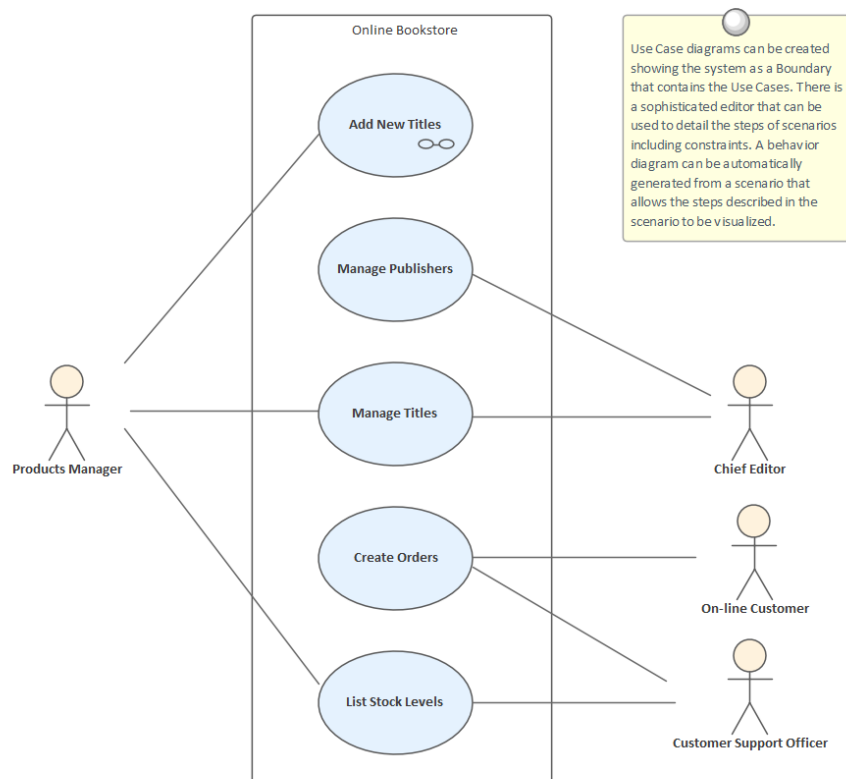 Online Bookstore
Use Case diagrams can be created
showing the system as a Boundary
that contains the Use Cases. There is
a sophisticated editor that can be
used to detail the steps of scenarios
including constraints. A behavior
diagram can be automatically
generated from a scenario that
allows the steps described in the
scenario to be visualized.
Add New Titles
Manage Publishers
Manage Titles
Products Manager
Chief Editor
Create Orders
On-line Customer
List Stock Levels
Customer Support Officer